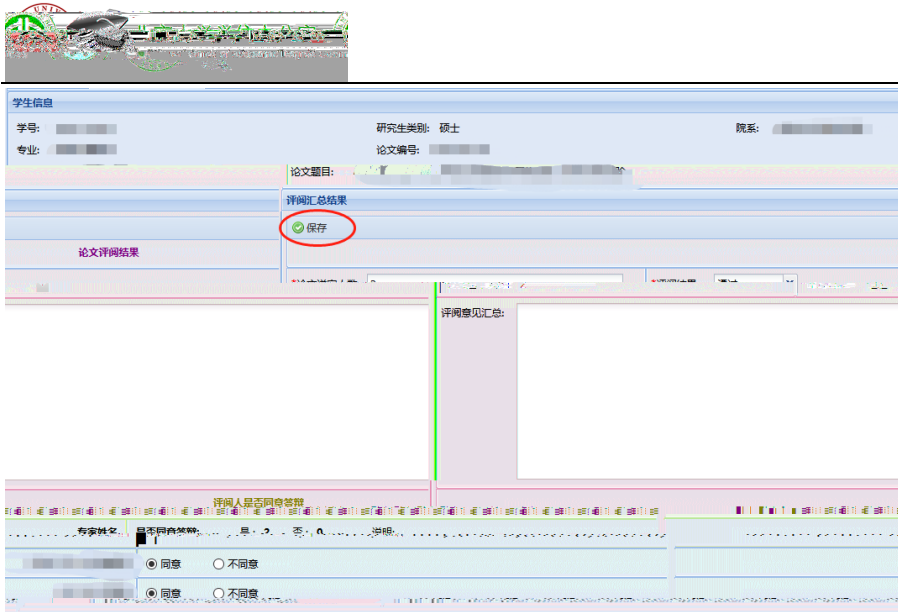 UNIV
学生信息
学号: 研究生类别: 硕士 院系:
专业: 论文编号:
论文题目:
评阅汇总结果
保存
论文评阅结果
评阅意见汇总:
评阅人是否同意答辩
专家姓名 是否同意答辩: 是: 2 否: 0 说明:
同意 不同意
同意 不同意